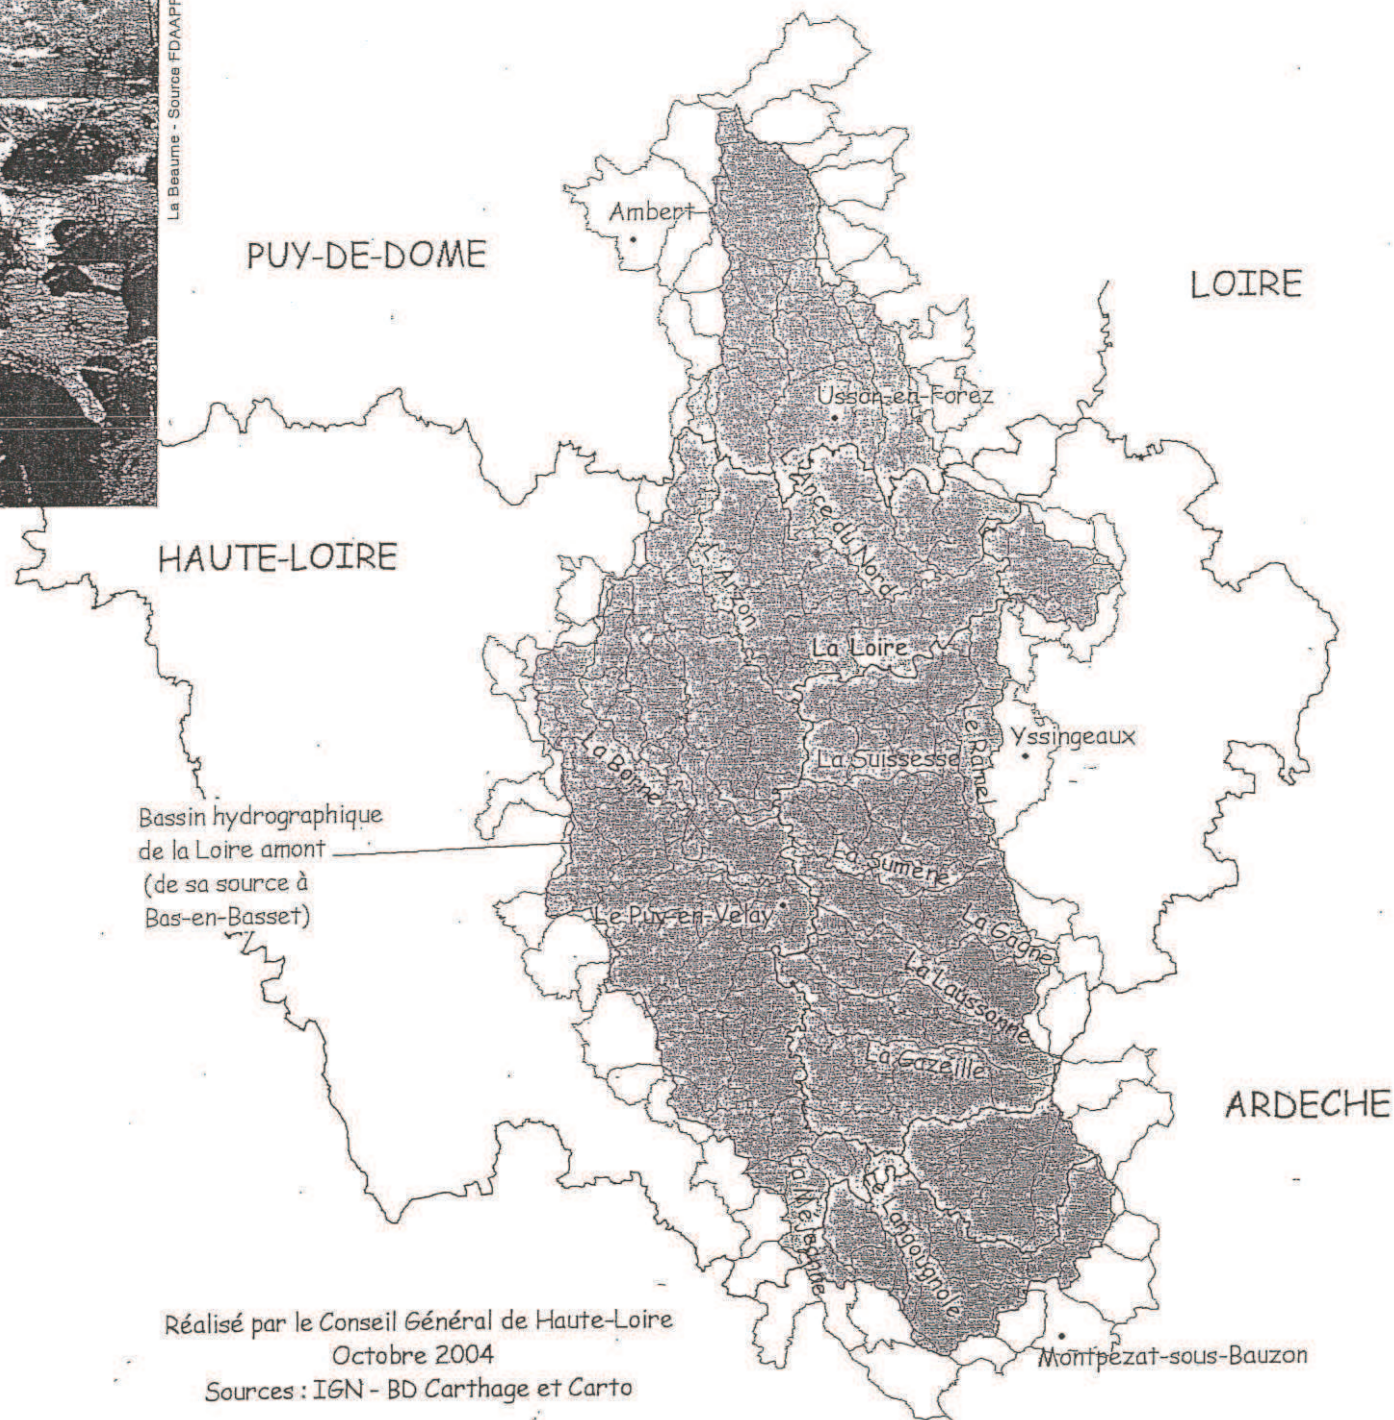 La Beaume - Source FDAAPP
Ambert
PUY-DE-DOME
LOIRE
Usson-en-Forez
Ance du Nord
HAUTE-LOIRE
L'Arzon
La Loire
Le Ramel
Yssingeaux
La Suissesse
La Borne
Bassin hydrographique
de la Loire amont
(de sa source à
Bas-en-Basset)
La Sumène
Le Puy-en-Velay
La Gagne
La Laussonne
La Gazeille
ARDECHE
La Méjeanne
Le Langougnole
Réalisé par le Conseil Général de Haute-Loire
Octobre 2004
Sources : IGN - BD Carthage et Carto
Montpezat-sous-Bauzon